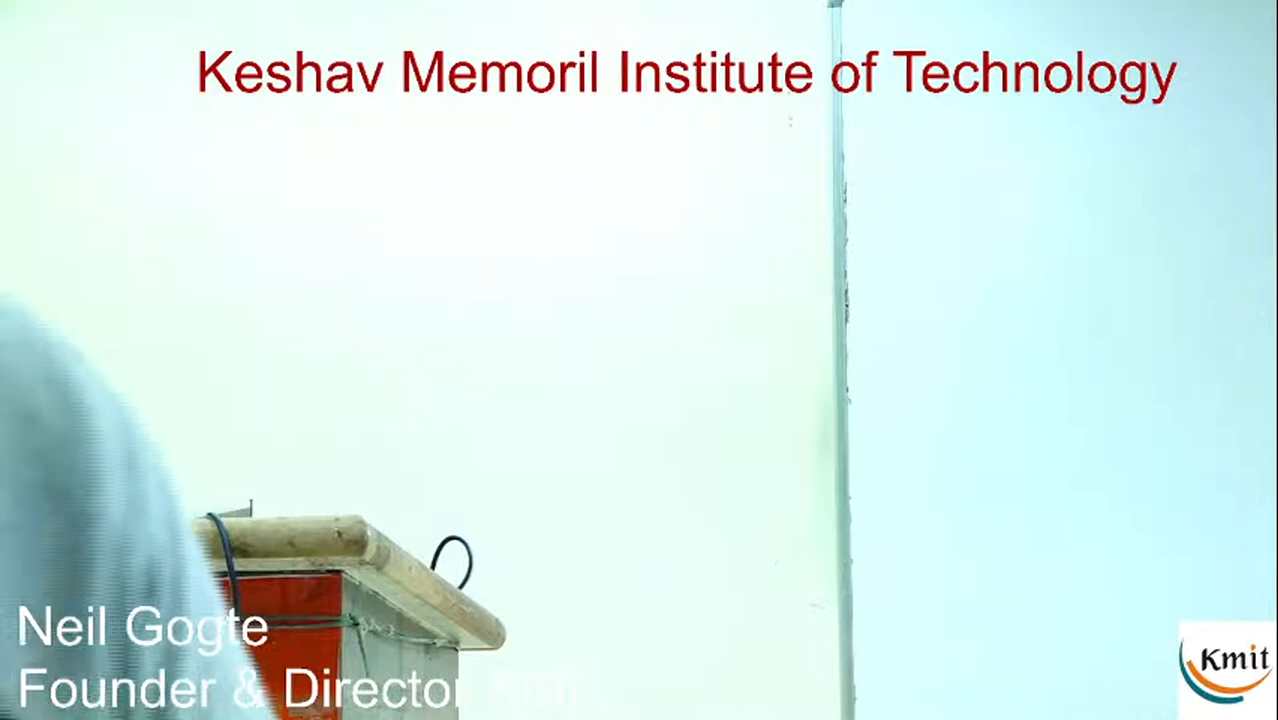 Keshav Memoril Institute of Technology
Neil Gogte
Founder & Director
Kmit